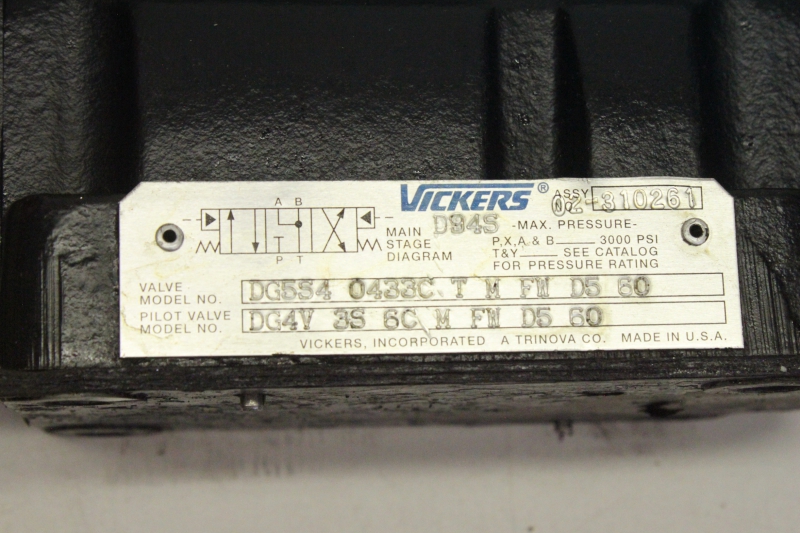 VICKERS®
ASSY
NO. 02-310261
A B
T
P T
MAIN
STAGE
DIAGRAM
D94S
-MAX. PRESSURE-
P,X,A & B 3000 PSI
T&Y SEE CATALOG
FOR PRESSURE RATING
VALVE
MODEL NO. DG5S4 0433C T M FW D5 60
PILOT VALVE
MODEL NO. DG4V 3S 6C M FW D5 60
VICKERS, INCORPORATED A TRINOVA CO. MADE IN U.S.A.